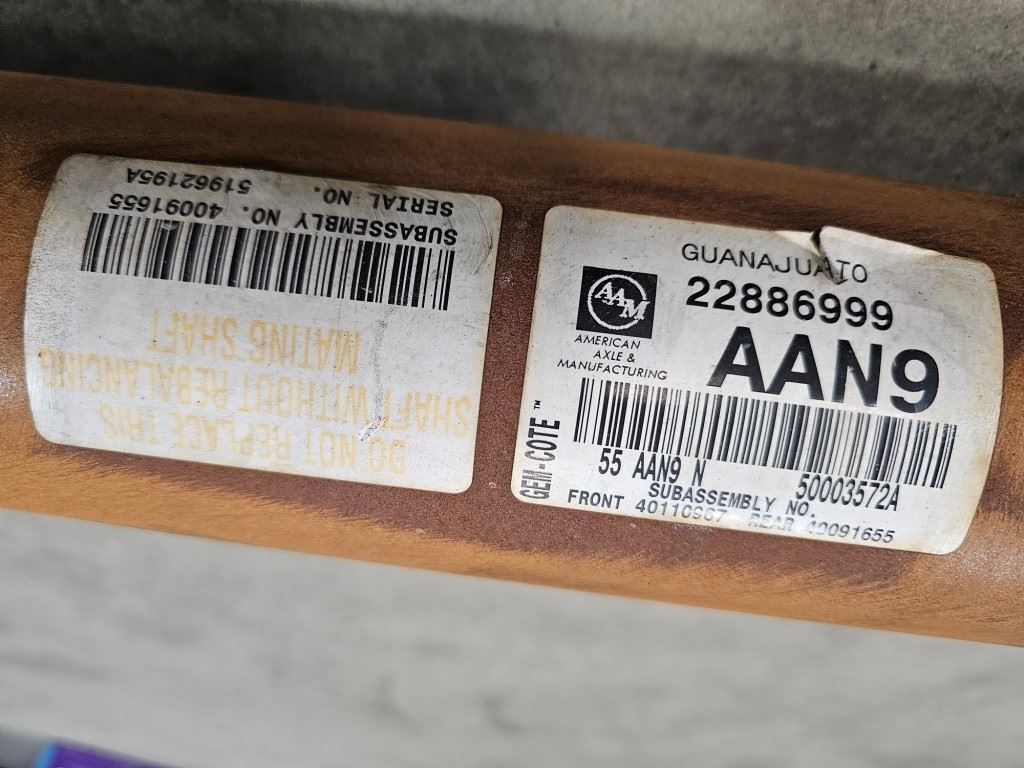 SERIAL NO. 51962195A
SUBASSEMBLY NO. 40091655
DO NOT REPLACE THIS
SHAFT WITHOUT REBALANCING
MATING SHAFT
GUANAJUATO
22886999
AAM
AMERICAN
AXLE &
MANUFACTURING
AAN9
GEM-COTE™
55 AAN9 N 50003572A
SUBASSEMBLY NO.
FRONT 40110967 REAR 40091655